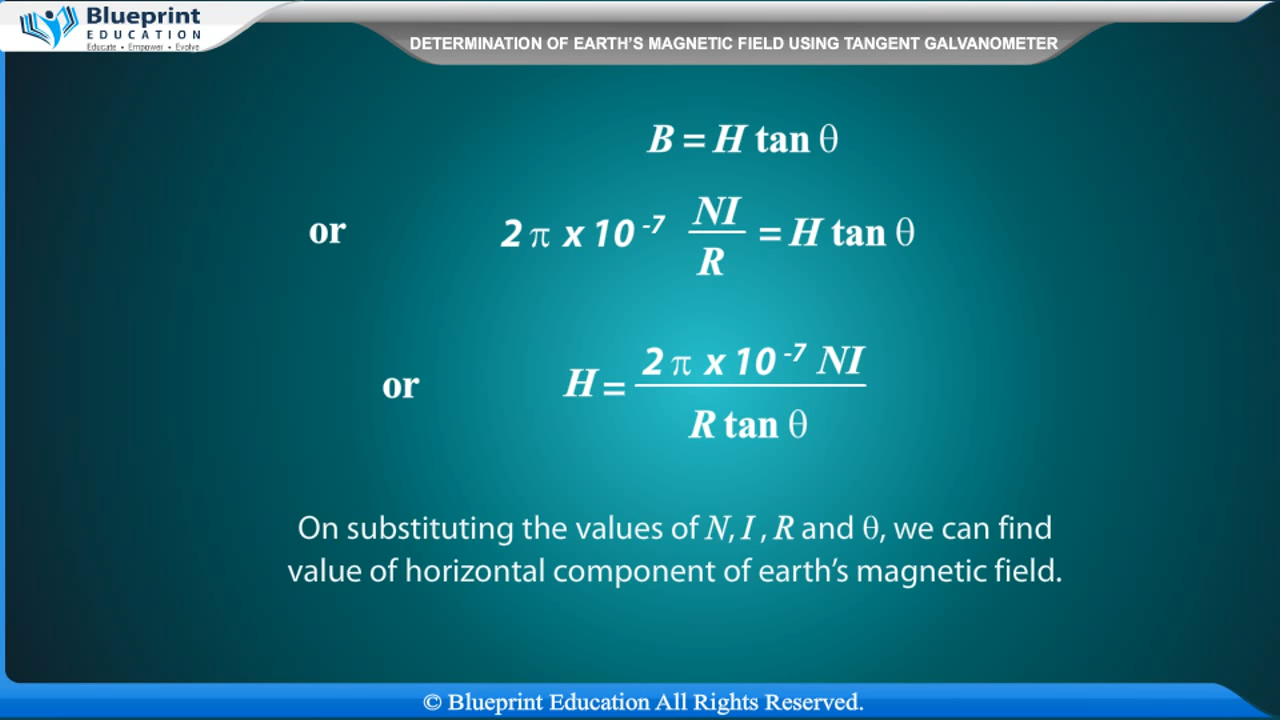 Blueprint
EDUCATION
Educate • Empower • Evolve
DETERMINATION OF EARTH'S MAGNETIC FIELD USING TANGENT GALVANOMETER
B = H tan θ
or 2 π x 10 ⁻⁷ NI/R = H tan θ
or H = 2 π x 10 ⁻⁷ NI / R tan θ
On substituting the values of N, I , R and θ, we can find
value of horizontal component of earth's magnetic field.
© Blueprint Education All Rights Reserved.